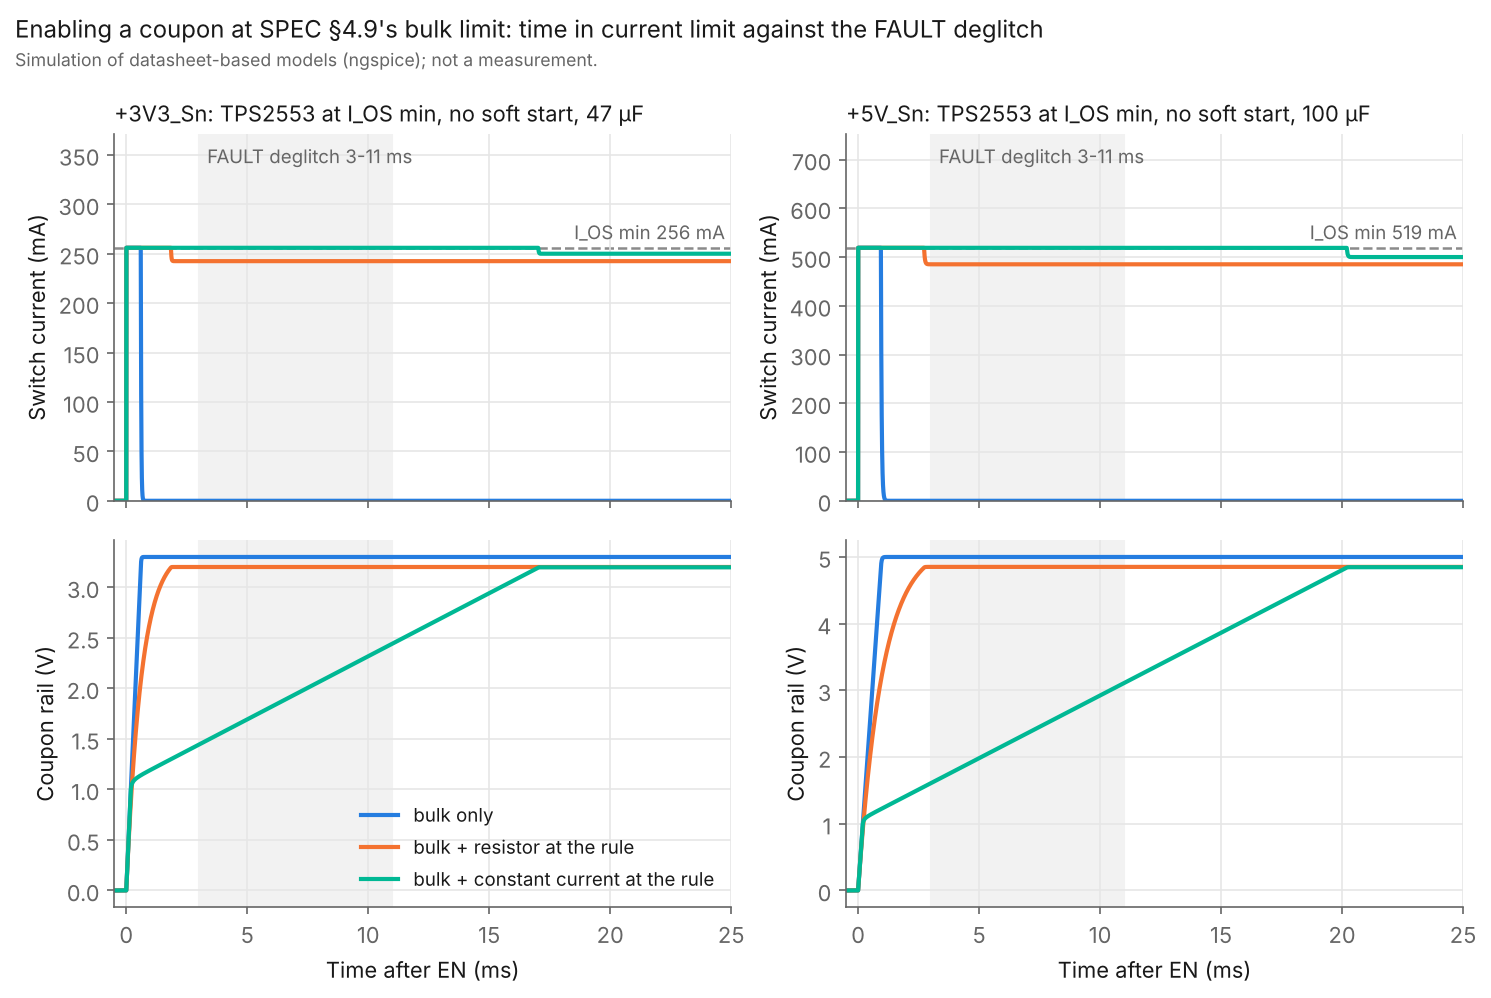 Enabling a coupon at SPEC §4.9's bulk limit: time in current limit against the FAULT deglitch
Simulation of datasheet-based models (ngspice); not a measurement.
+3V3_Sn: TPS2553 at I_OS min, no soft start, 47 µF
FAULT deglitch 3-11 ms
I_OS min 256 mA
Switch current (mA)
350
300
250
200
150
100
50
0
+5V_Sn: TPS2553 at I_OS min, no soft start, 100 µF
FAULT deglitch 3-11 ms
I_OS min 519 mA
Switch current (mA)
700
600
500
400
300
200
100
0
Coupon rail (V)
3.0
2.5
2.0
1.5
1.0
0.5
0.0
bulk only
bulk + resistor at the rule
bulk + constant current at the rule
0 5 10 15 20 25
Time after EN (ms)
Coupon rail (V)
5
4
3
2
1
0
0 5 10 15 20 25
Time after EN (ms)